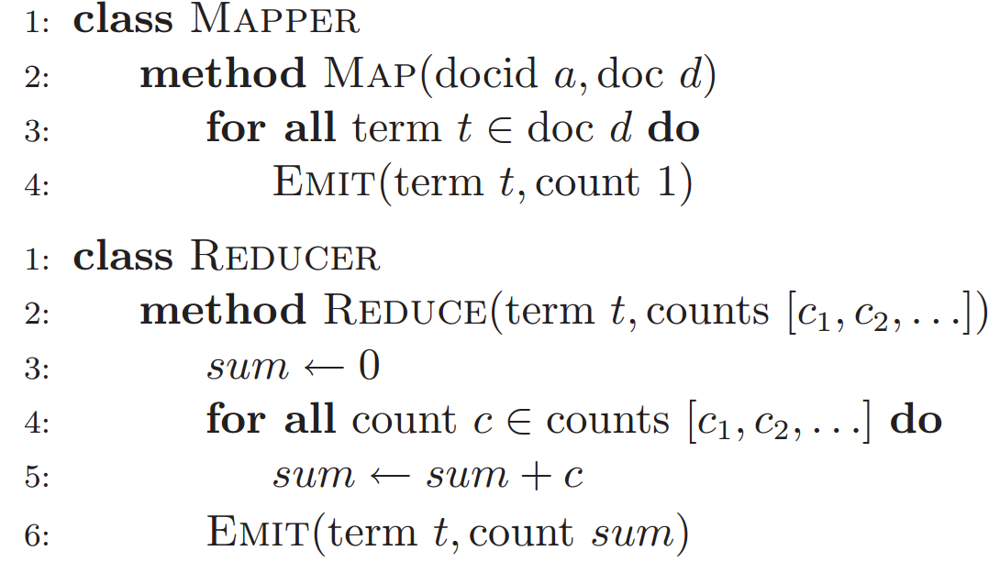 1: class MAPPER
2: method MAP(docid a, doc d)
3: for all term t ∈ doc d do
4: EMIT(term t, count 1)
1: class REDUCER
2: method REDUCE(term t, counts [c₁, c₂, . . .])
3: sum ← 0
4: for all count c ∈ counts [c₁, c₂, . . .] do
5: sum ← sum + c
6: EMIT(term t, count sum)